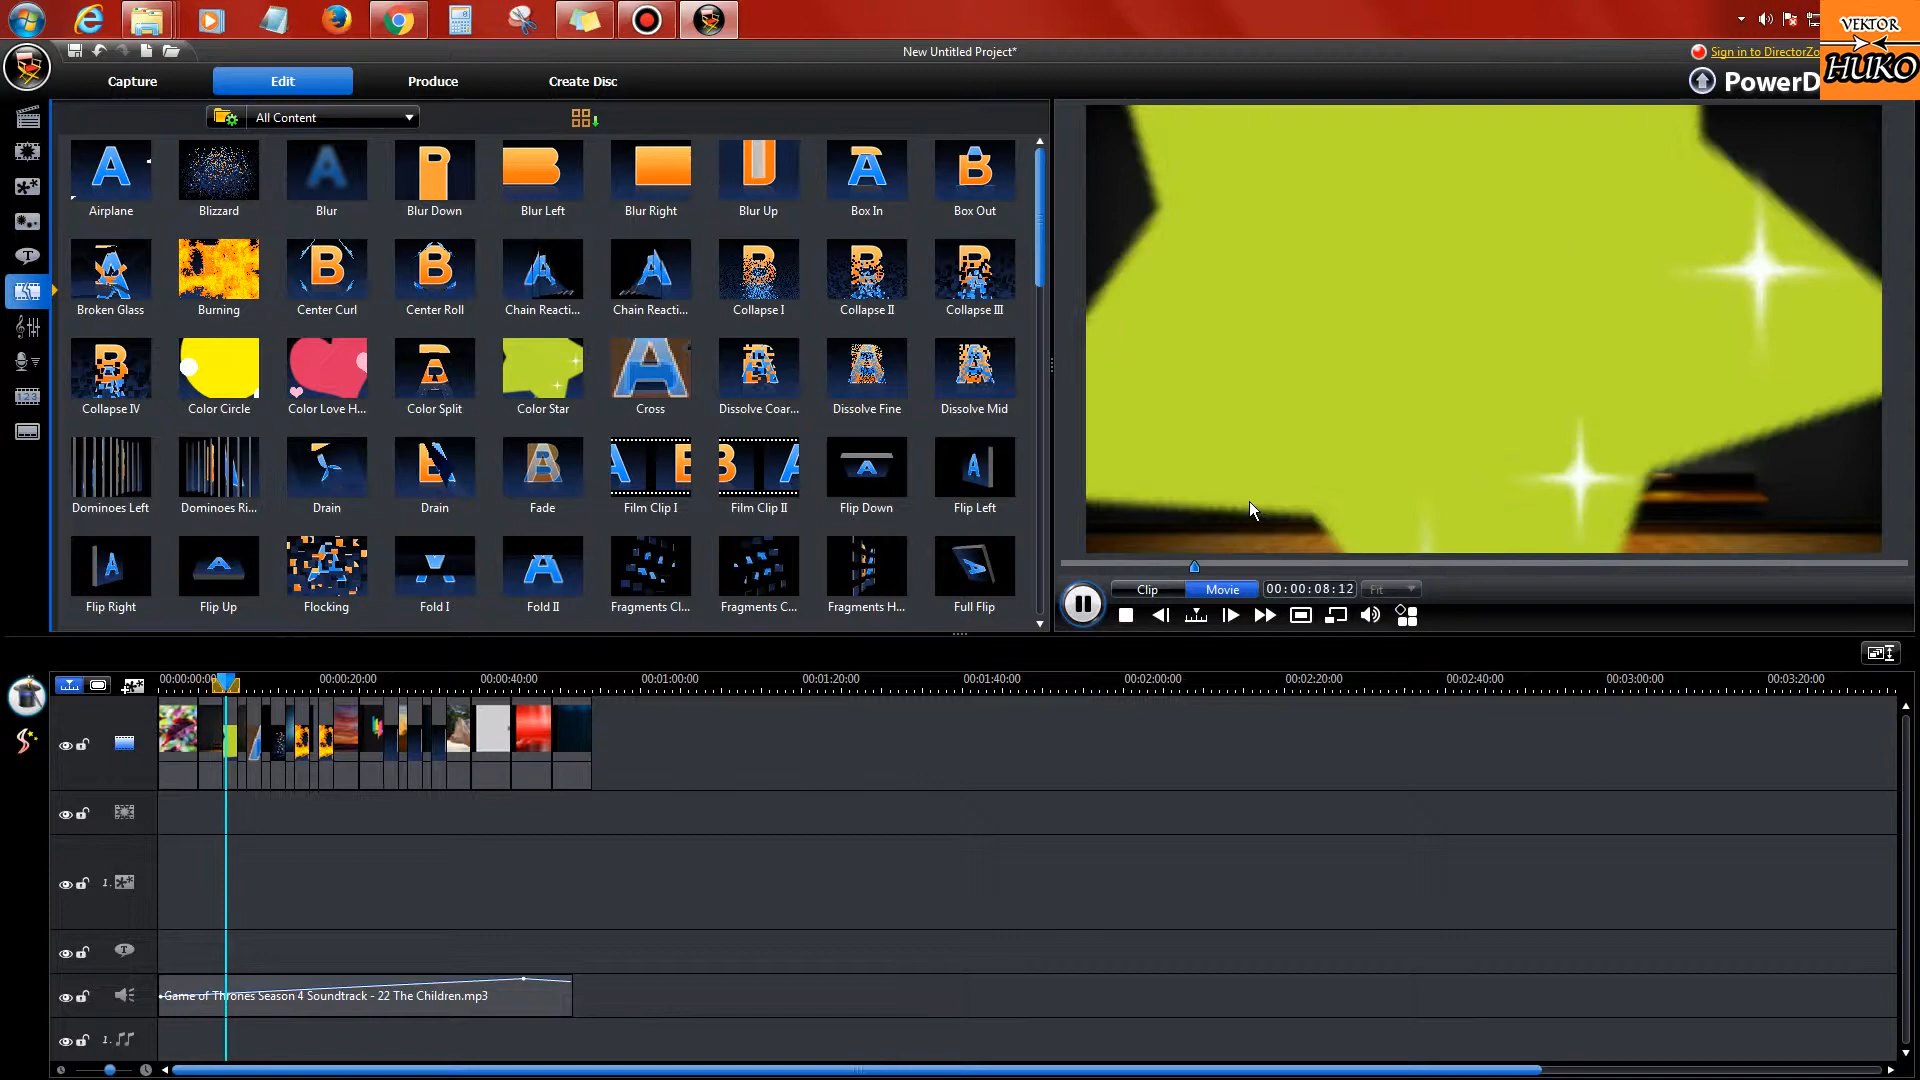 New Untitled Project*
Sign in to DirectorZo
VEKTOR
HUKO
Capture
Edit
Produce
Create Disc
PowerD
All Content
Airplane
Blizzard
Blur
Blur Down
Blur Left
Blur Right
Blur Up
Box In
Box Out
Broken Glass
Burning
Center Curl
Center Roll
Chain Reacti...
Chain Reacti...
Collapse I
Collapse II
Collapse III
Collapse IV
Color Circle
Color Love H...
Color Split
Color Star
Cross
Dissolve Coar...
Dissolve Fine
Dissolve Mid
Dominoes Left
Dominoes Ri...
Drain
Drain
Fade
Film Clip I
Film Clip II
Flip Down
Flip Left
Flip Right
Flip Up
Flocking
Fold I
Fold II
Fragments Cl...
Fragments C...
Fragments H...
Full Flip
Clip
Movie
00:00:08:12
Fit
00:00:00:00
00:00:20:00
00:00:40:00
00:01:00:00
00:01:20:00
00:01:40:00
00:02:00:00
00:02:20:00
00:02:40:00
00:03:00:00
00:03:20:00
1.
Game of Thrones Season 4 Soundtrack - 22 The Children.mp3
1.